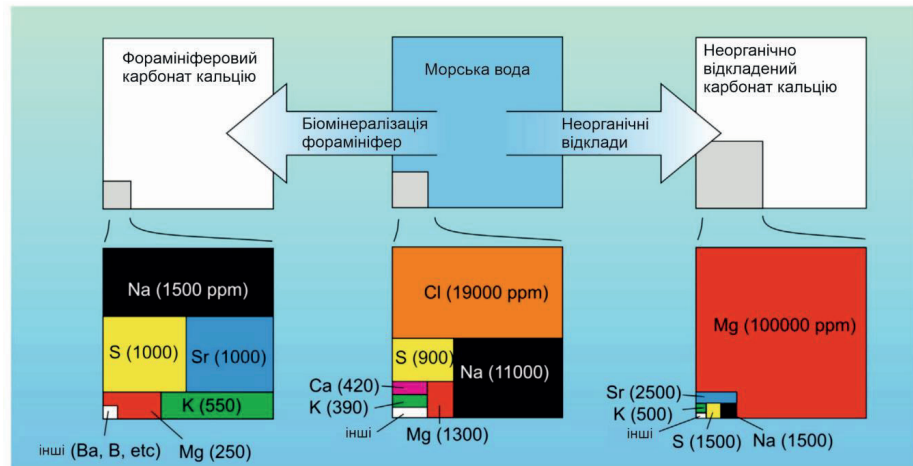 Форамініферовий
карбонат кальцію
Морська вода
Неорганічно
відкладений
карбонат кальцію
Біомінералізація
форамініфер
Неорганічні
відклади
Na (1500 ppm)
S (1000)
Sr (1000)
K (550)
інші (Ba, B, etc)
Mg (250)
Cl (19000 ppm)
S (900)
Na (11000)
Ca (420)
K (390)
інші
Mg (1300)
Mg (100000 ppm)
Sr (2500)
K (500)
інші
S (1500)
Na (1500)